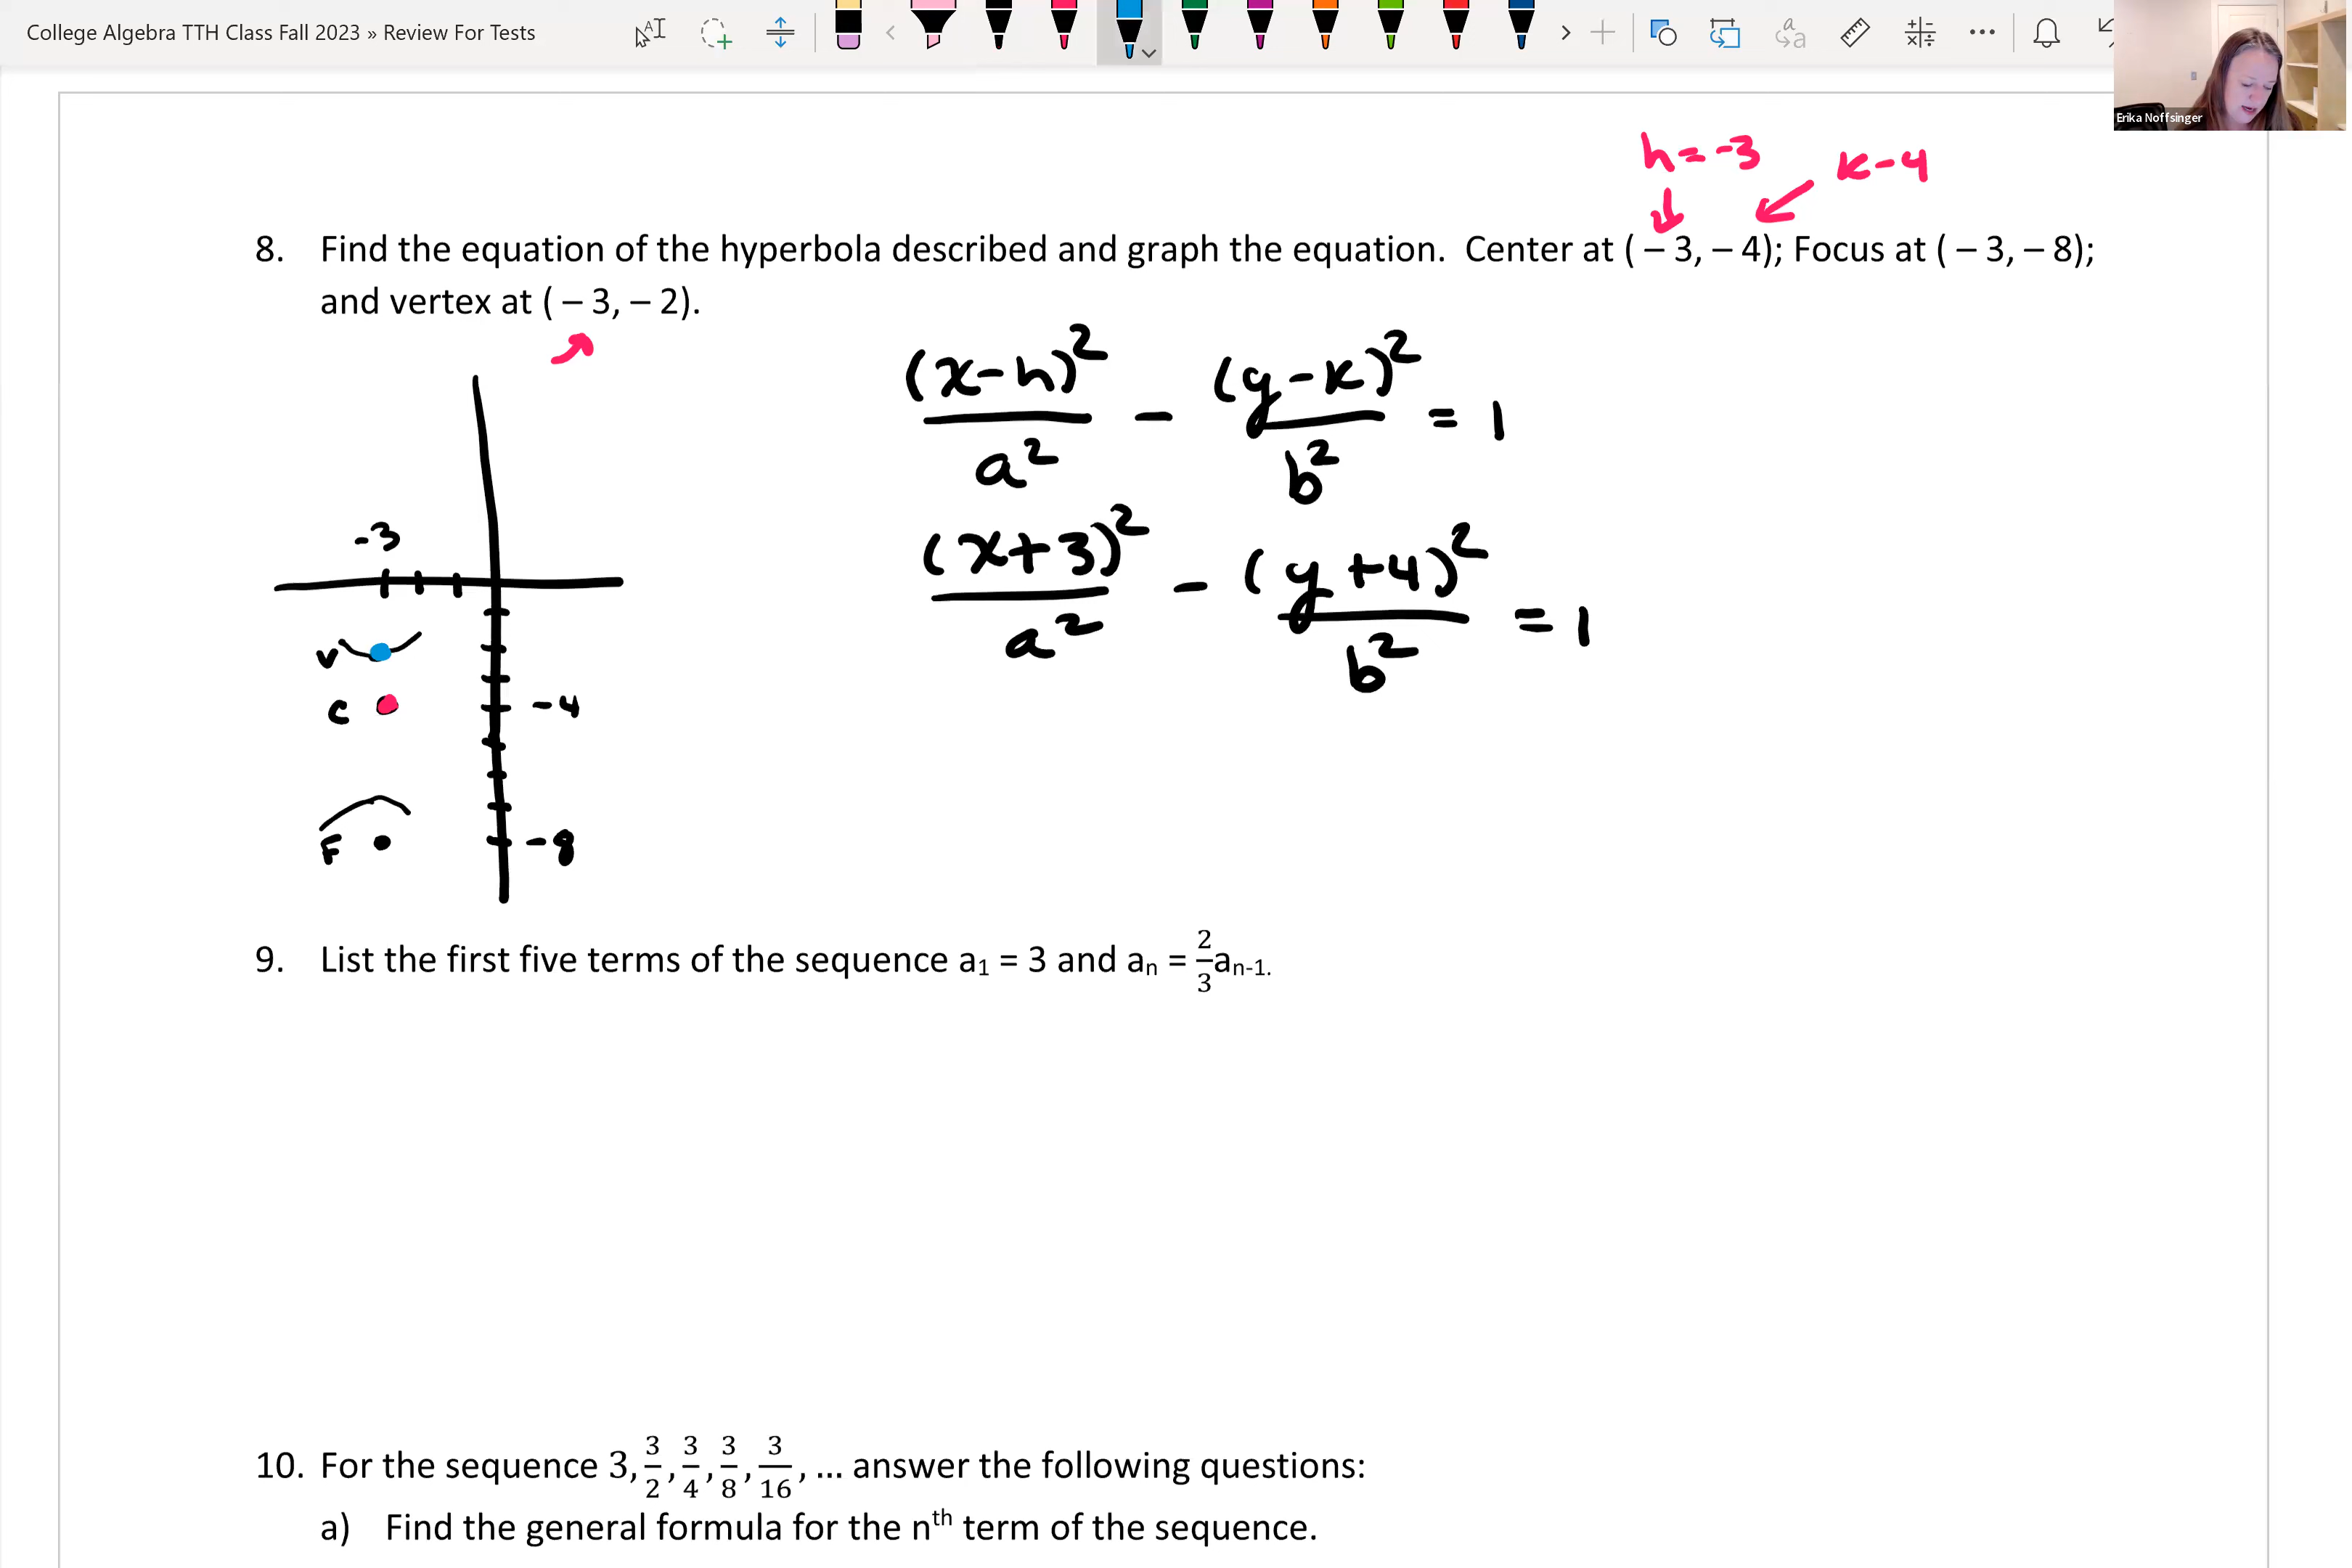 College Algebra TTH Class Fall 2023 » Review For Tests
Erika Noffsinger
h = -3
k - 4
8. Find the equation of the hyperbola described and graph the equation. Center at (– 3, – 4); Focus at (– 3, – 8);
and vertex at (– 3, – 2).
(x-h)²/a² - (y-k)²/b² = 1
(x+3)²/a² - (y+4)²/b² = 1
-3
V
C
-4
F
-8
9. List the first five terms of the sequence a₁ = 3 and aₙ = 2/3 aₙ₋₁.
10. For the sequence 3, 3/2, 3/4, 3/8, 3/16, ... answer the following questions:
a) Find the general formula for the nᵗʰ term of the sequence.